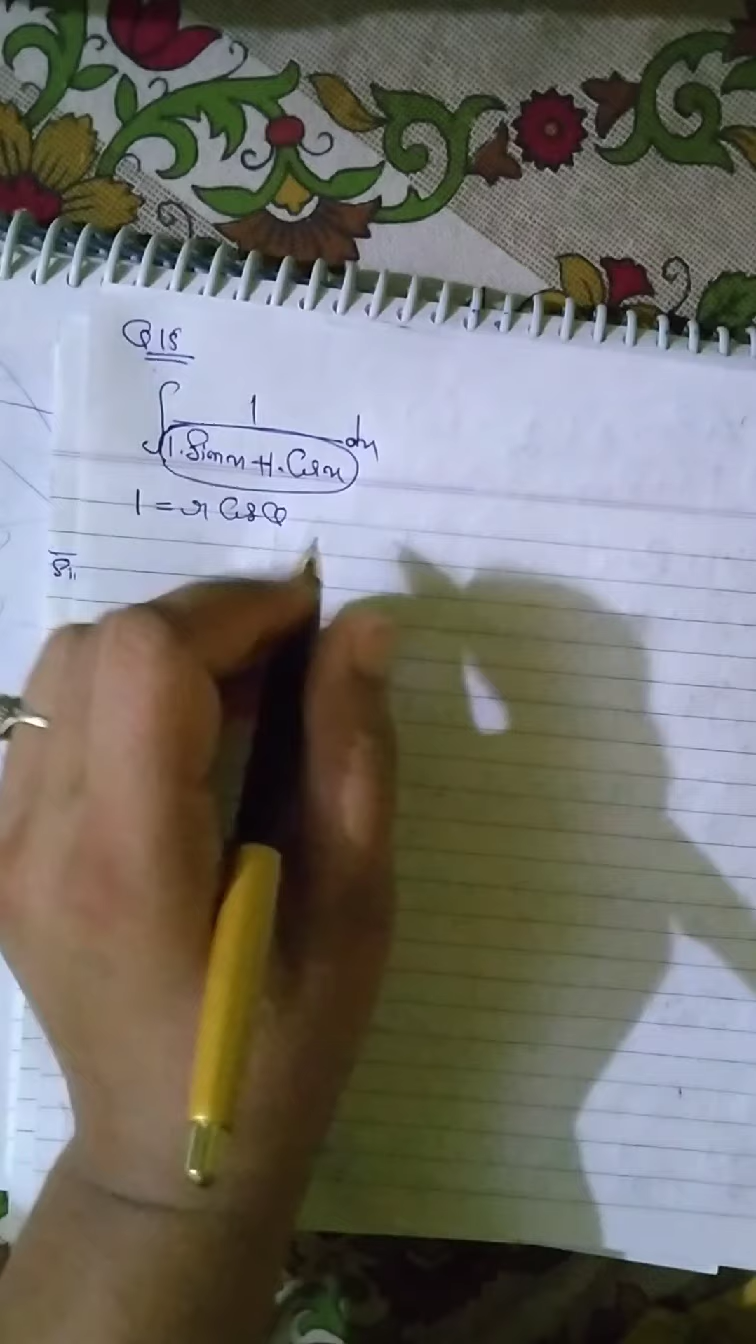 Q15
∫ 1 / (1.Sinx + 1.Cosx) dx
1 = r Cosθ